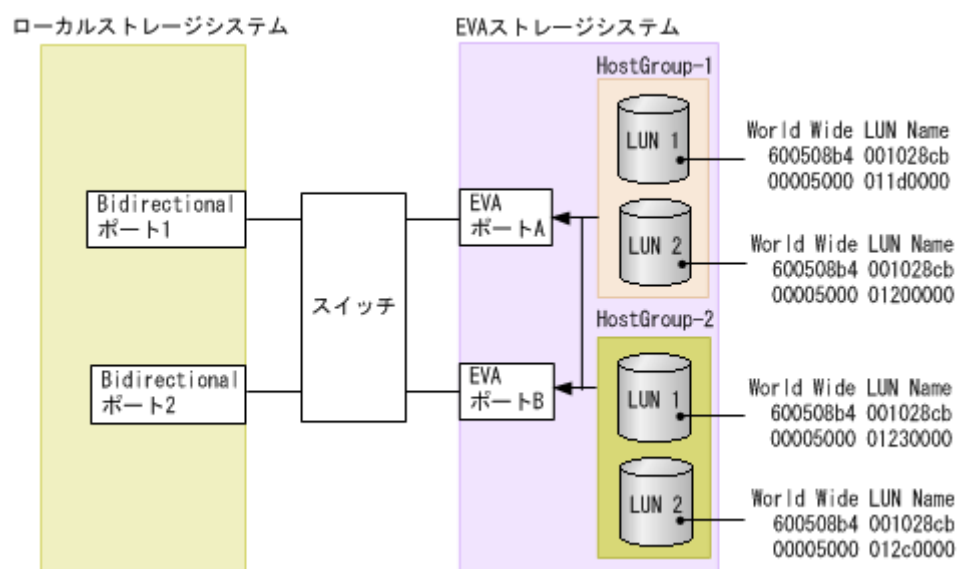 ローカルストレージシステム
EVAストレージシステム
HostGroup-1
LUN 1
World Wide LUN Name
600508b4 001028cb
00005000 011d0000
Bidirectional
ポート1
EVA
ポートA
LUN 2
World Wide LUN Name
600508b4 001028cb
00005000 01200000
スイッチ
HostGroup-2
Bidirectional
ポート2
EVA
ポートB
LUN 1
World Wide LUN Name
600508b4 001028cb
00005000 01230000
LUN 2
World Wide LUN Name
600508b4 001028cb
00005000 012c0000